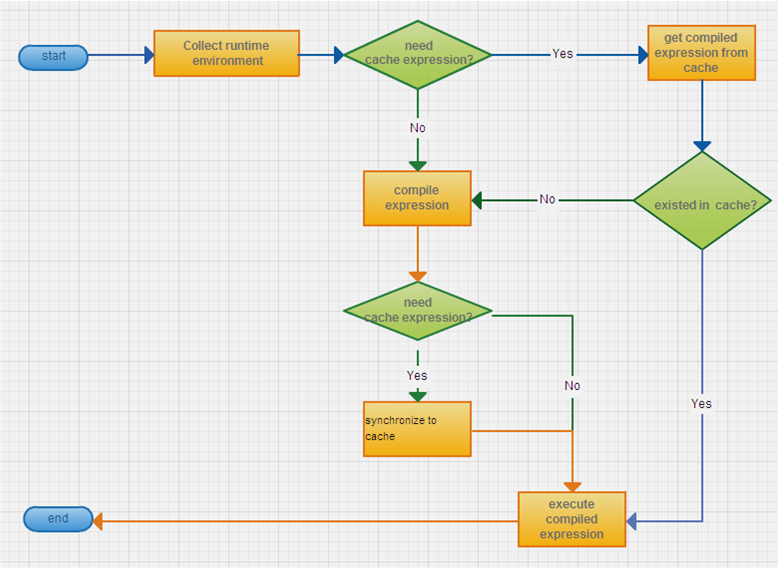 start
Collect runtime
environment
need
cache expression?
Yes
get compiled
expression from
cache
No
compile
expression
No
existed in cache?
need
cache expression?
Yes
No
Yes
synchronize to
cache
execute
compiled
expression
end